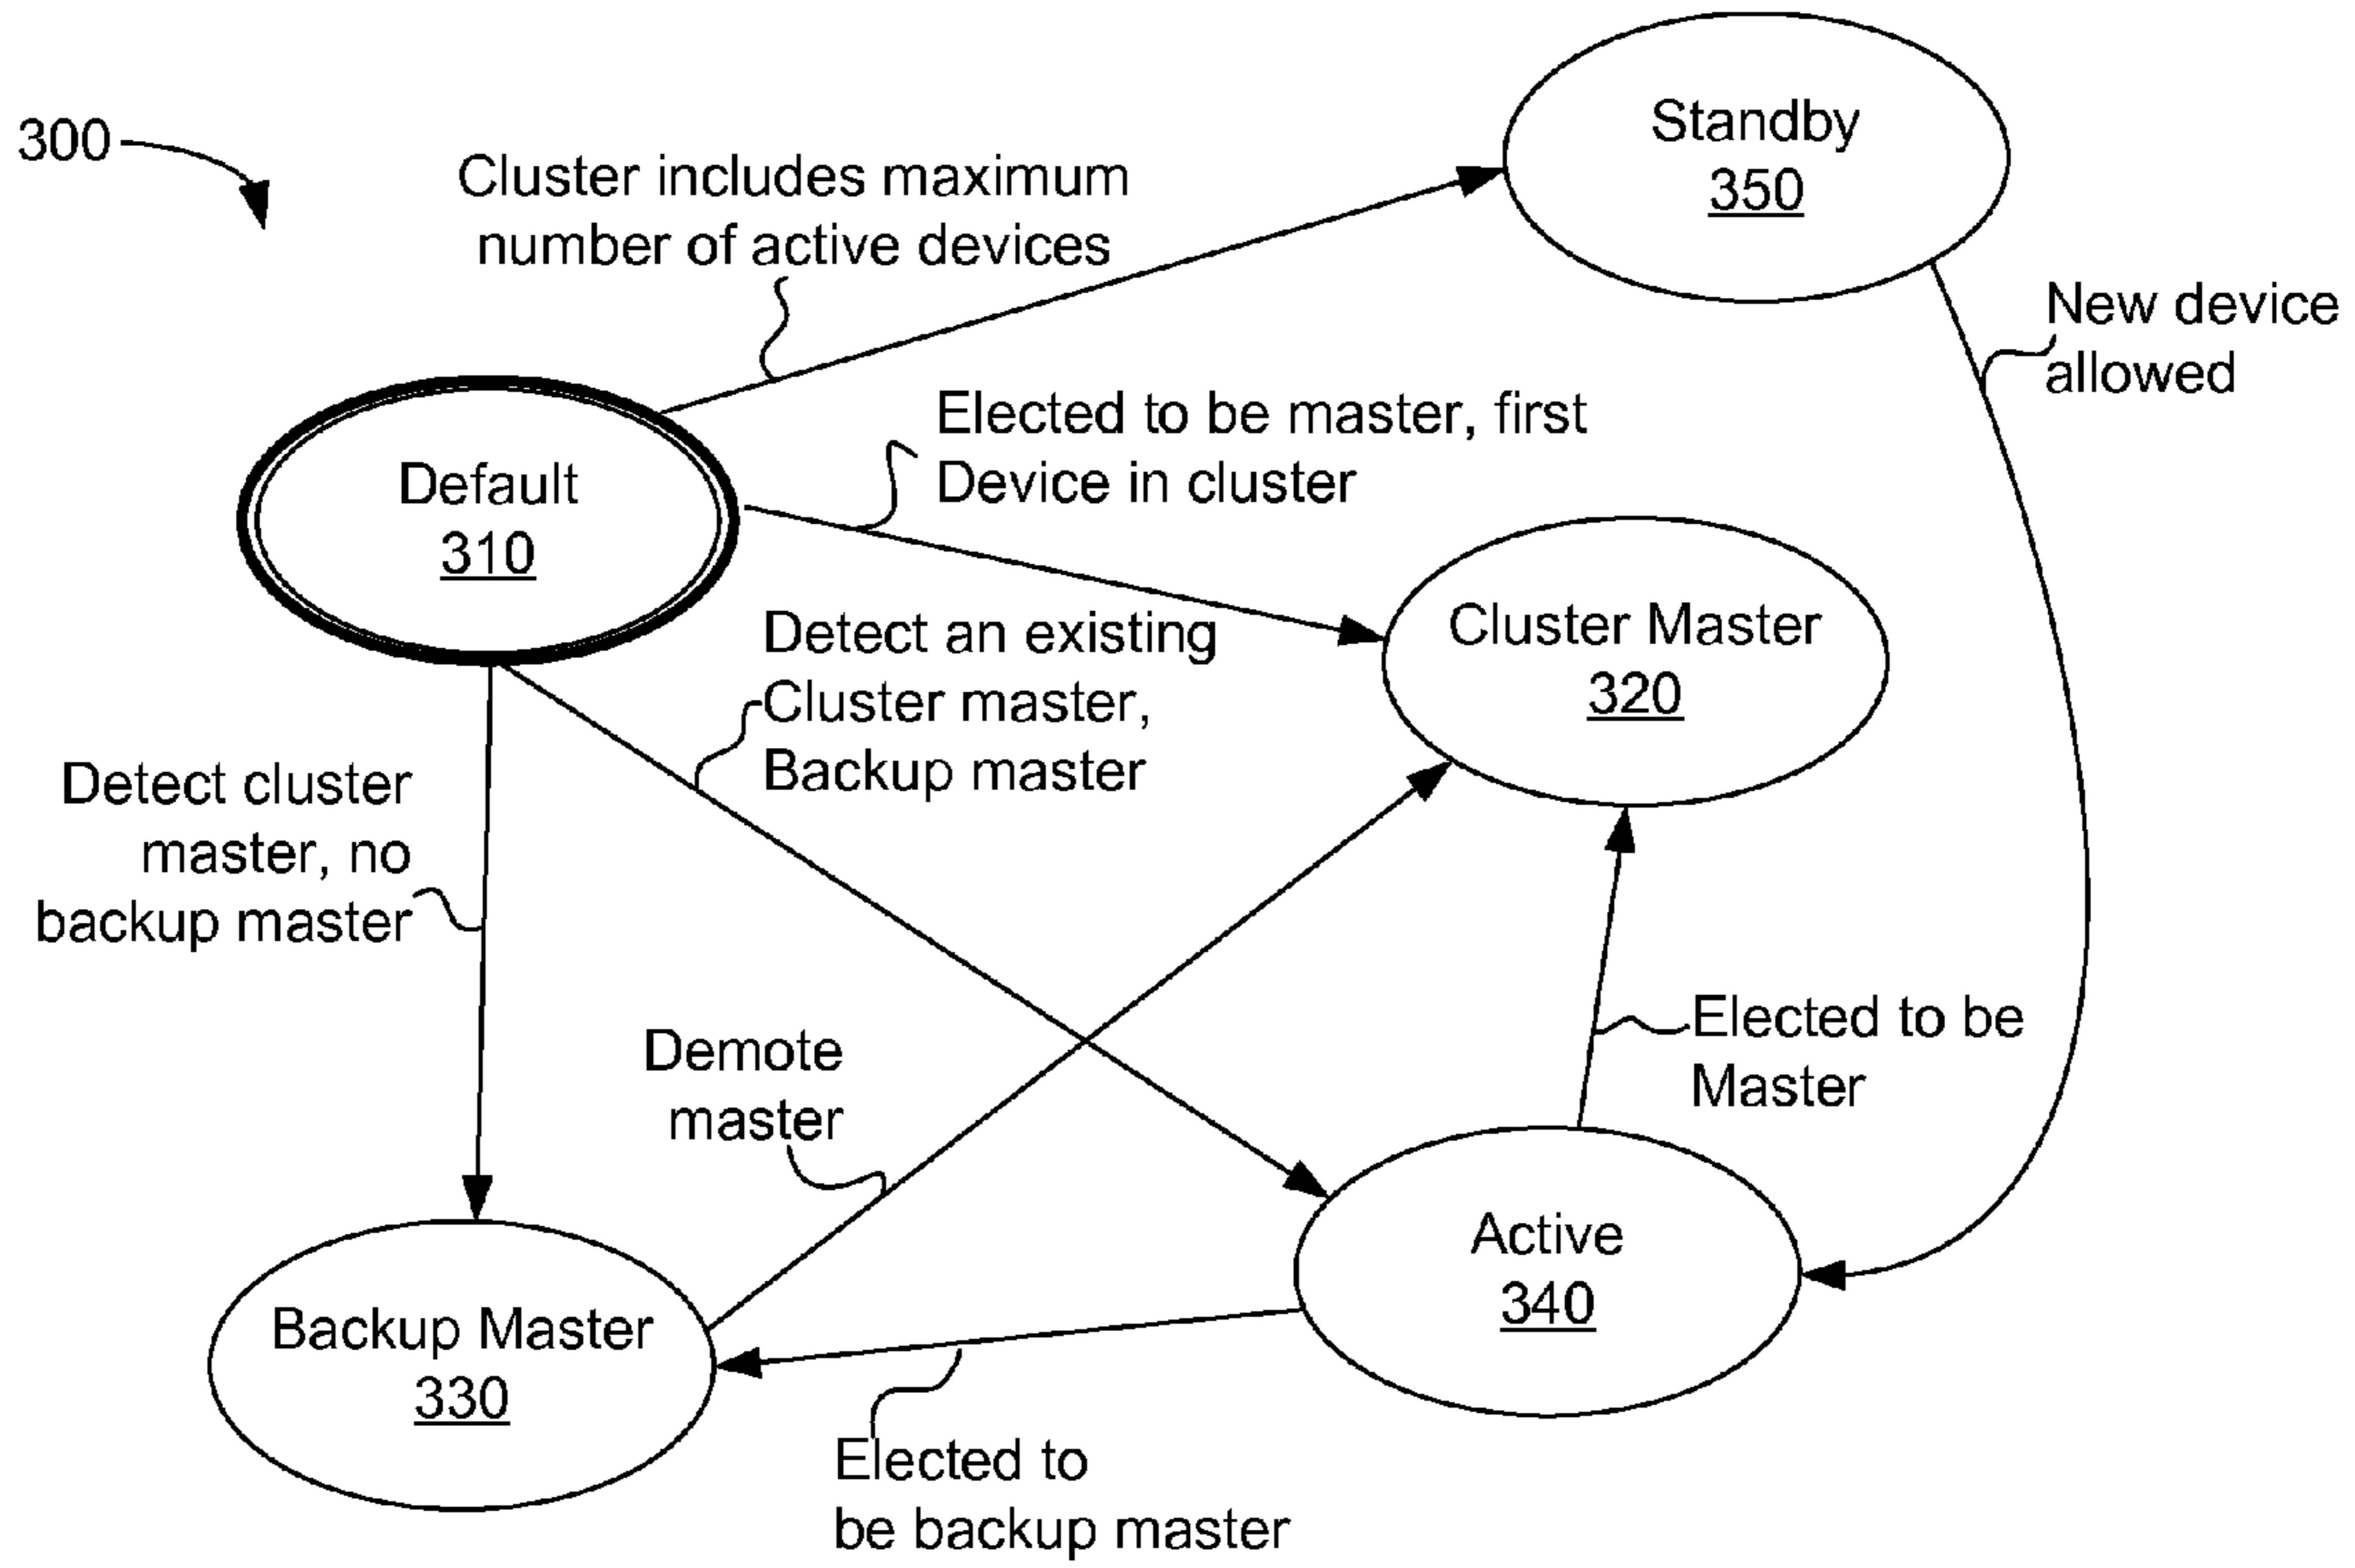 300
Cluster includes maximum
number of active devices
Standby
350
New device
allowed
Elected to be master, first
Device in cluster
Default
310
Detect an existing
Cluster master,
Backup master
Cluster Master
320
Detect cluster
master, no
backup master
Demote
master
Elected to be
Master
Active
340
Backup Master
330
Elected to
be backup master